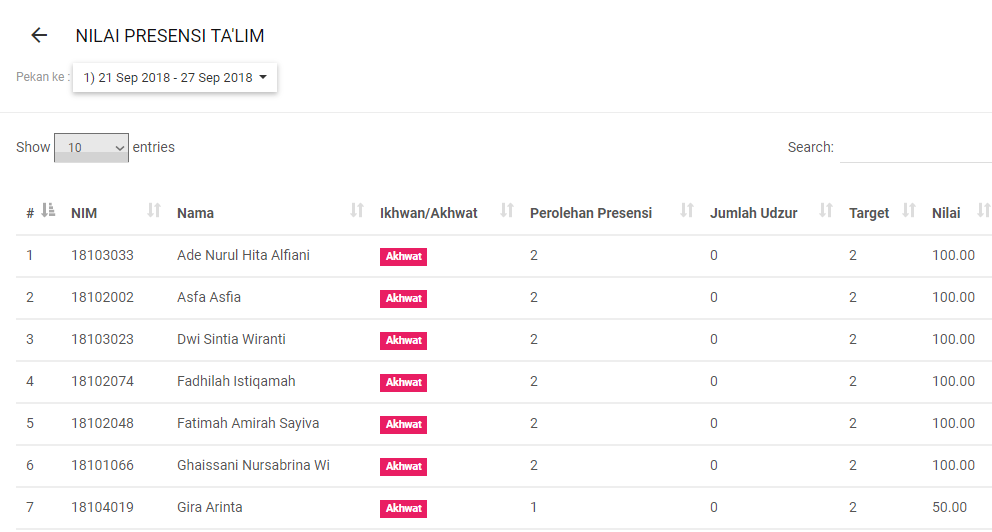 NILAI PRESENSI TA'LIM
Pekan ke : 1) 21 Sep 2018 - 27 Sep 2018
Show 10 entries Search:
# NIM Nama Ikhwan/Akhwat Perolehan Presensi Jumlah Udzur Target Nilai
1 18103033 Ade Nurul Hita Alfiani Akhwat 2 0 2 100.00
2 18102002 Asfa Asfia Akhwat 2 0 2 100.00
3 18103023 Dwi Sintia Wiranti Akhwat 2 0 2 100.00
4 18102074 Fadhilah Istiqamah Akhwat 2 0 2 100.00
5 18102048 Fatimah Amirah Sayiva Akhwat 2 0 2 100.00
6 18101066 Ghaissani Nursabrina Wi Akhwat 2 0 2 100.00
7 18104019 Gira Arinta Akhwat 1 0 2 50.00